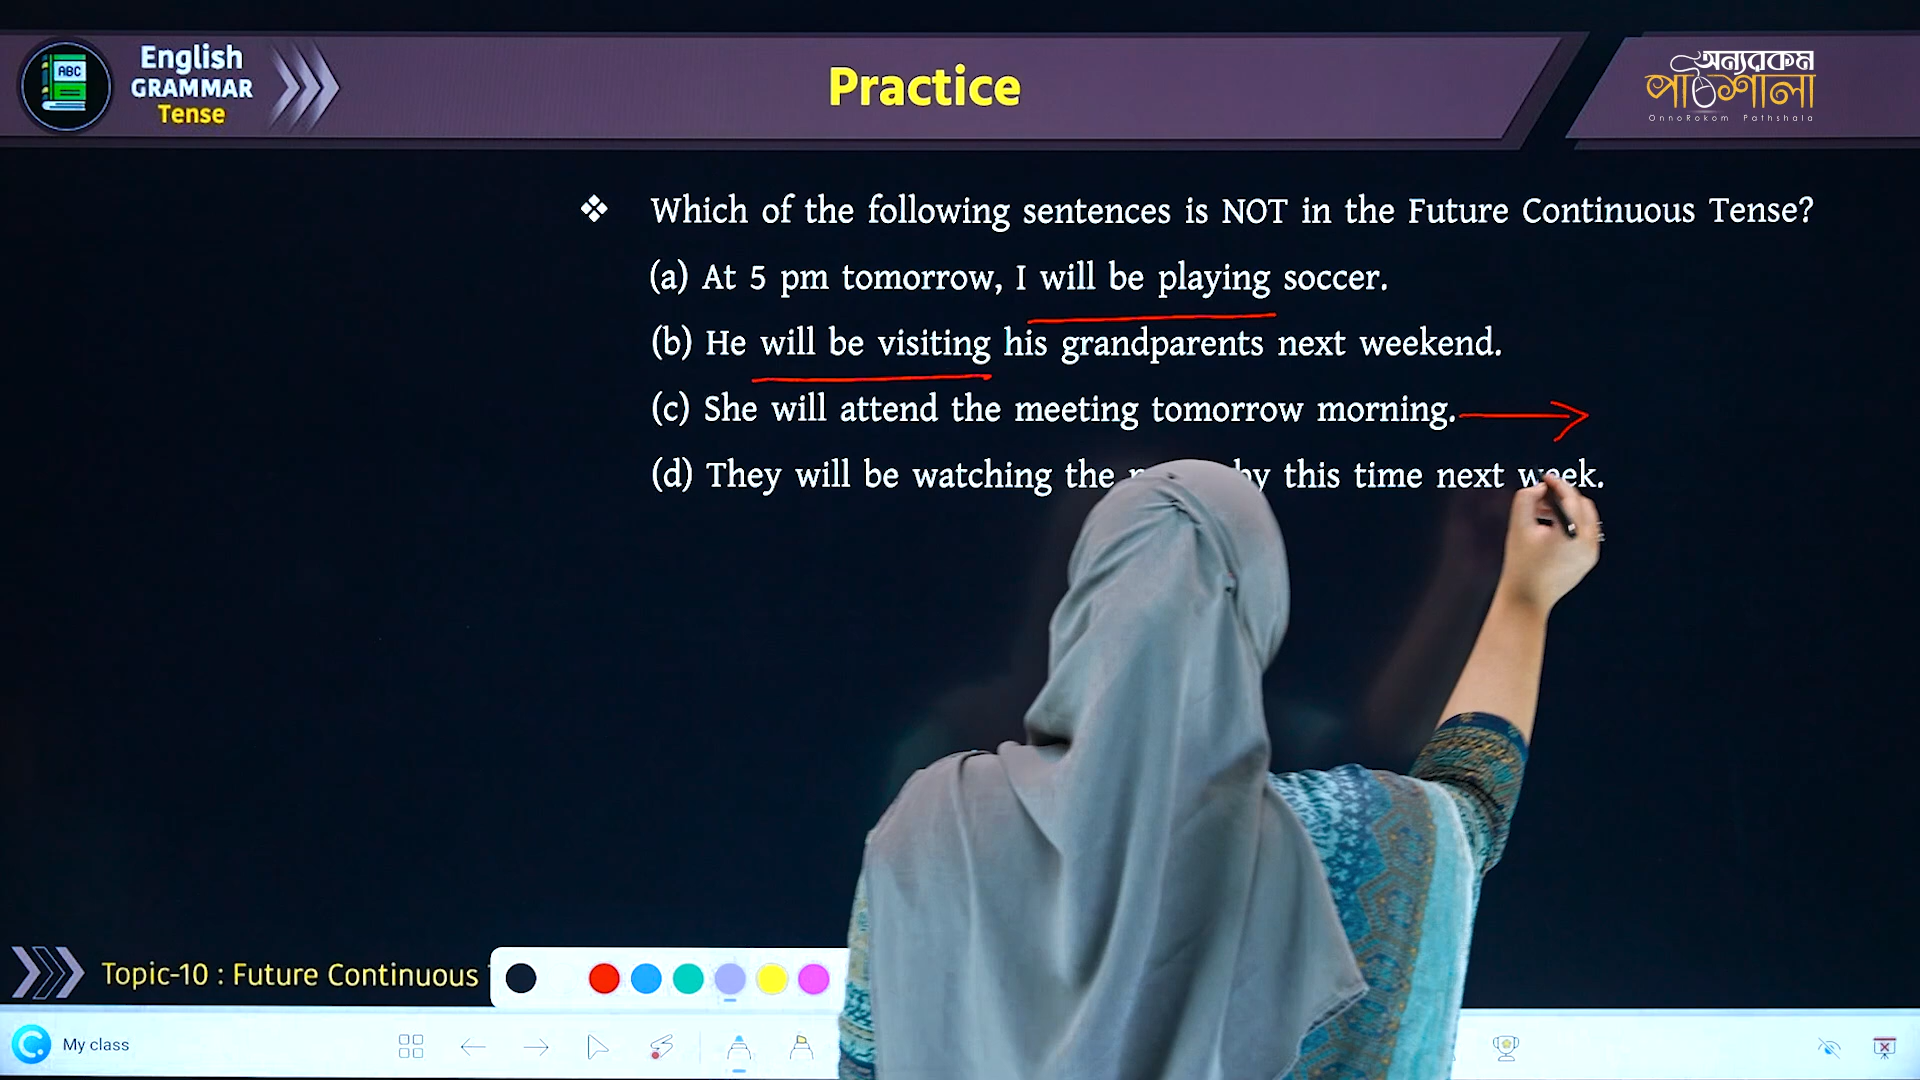 English
GRAMMAR
Tense
Practice
অন্যরকম
পাঠশালা
OnnoRokom Pathshala
❖ Which of the following sentences is NOT in the Future Continuous Tense?
(a) At 5 pm tomorrow, I will be playing soccer.
(b) He will be visiting his grandparents next weekend.
(c) She will attend the meeting tomorrow morning.
(d) They will be watching the by this time next week.
Topic-10 : Future Continuous
My class
ABC